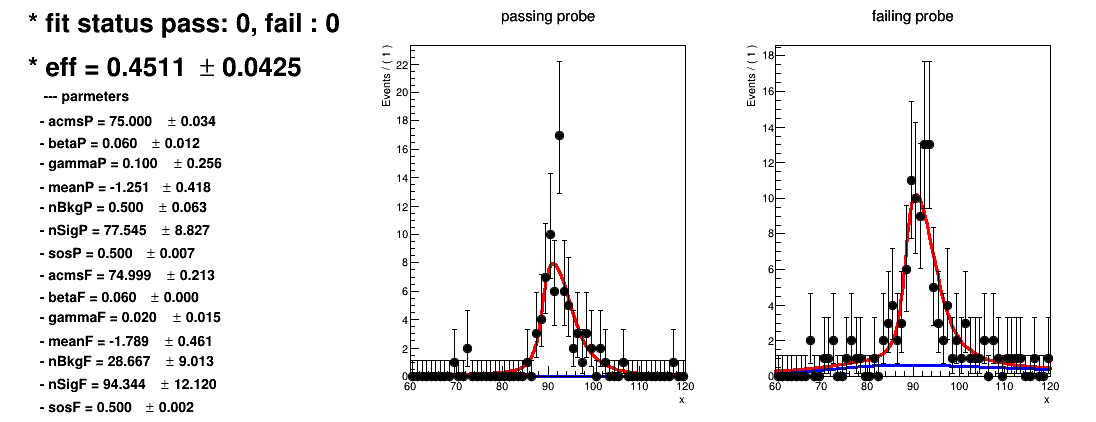 * fit status pass: 0, fail : 0
* eff = 0.4511 ± 0.0425
--- parmeters
- acmsP = 75.000 ± 0.034
- betaP = 0.060 ± 0.012
- gammaP = 0.100 ± 0.256
- meanP = -1.251 ± 0.418
- nBkgP = 0.500 ± 0.063
- nSigP = 77.545 ± 8.827
- sosP = 0.500 ± 0.007
- acmsF = 74.999 ± 0.213
- betaF = 0.060 ± 0.000
- gammaF = 0.020 ± 0.015
- meanF = -1.789 ± 0.461
- nBkgF = 28.667 ± 9.013
- nSigF = 94.344 ± 12.120
- sosF = 0.500 ± 0.002
passing probe
Events / ( 1 )
22
20
18
16
14
12
10
8
6
4
2
0
60 70 80 90 100 110 120
x
failing probe
Events / ( 1 )
18
16
14
12
10
8
6
4
2
0
60 70 80 90 100 110 120
x